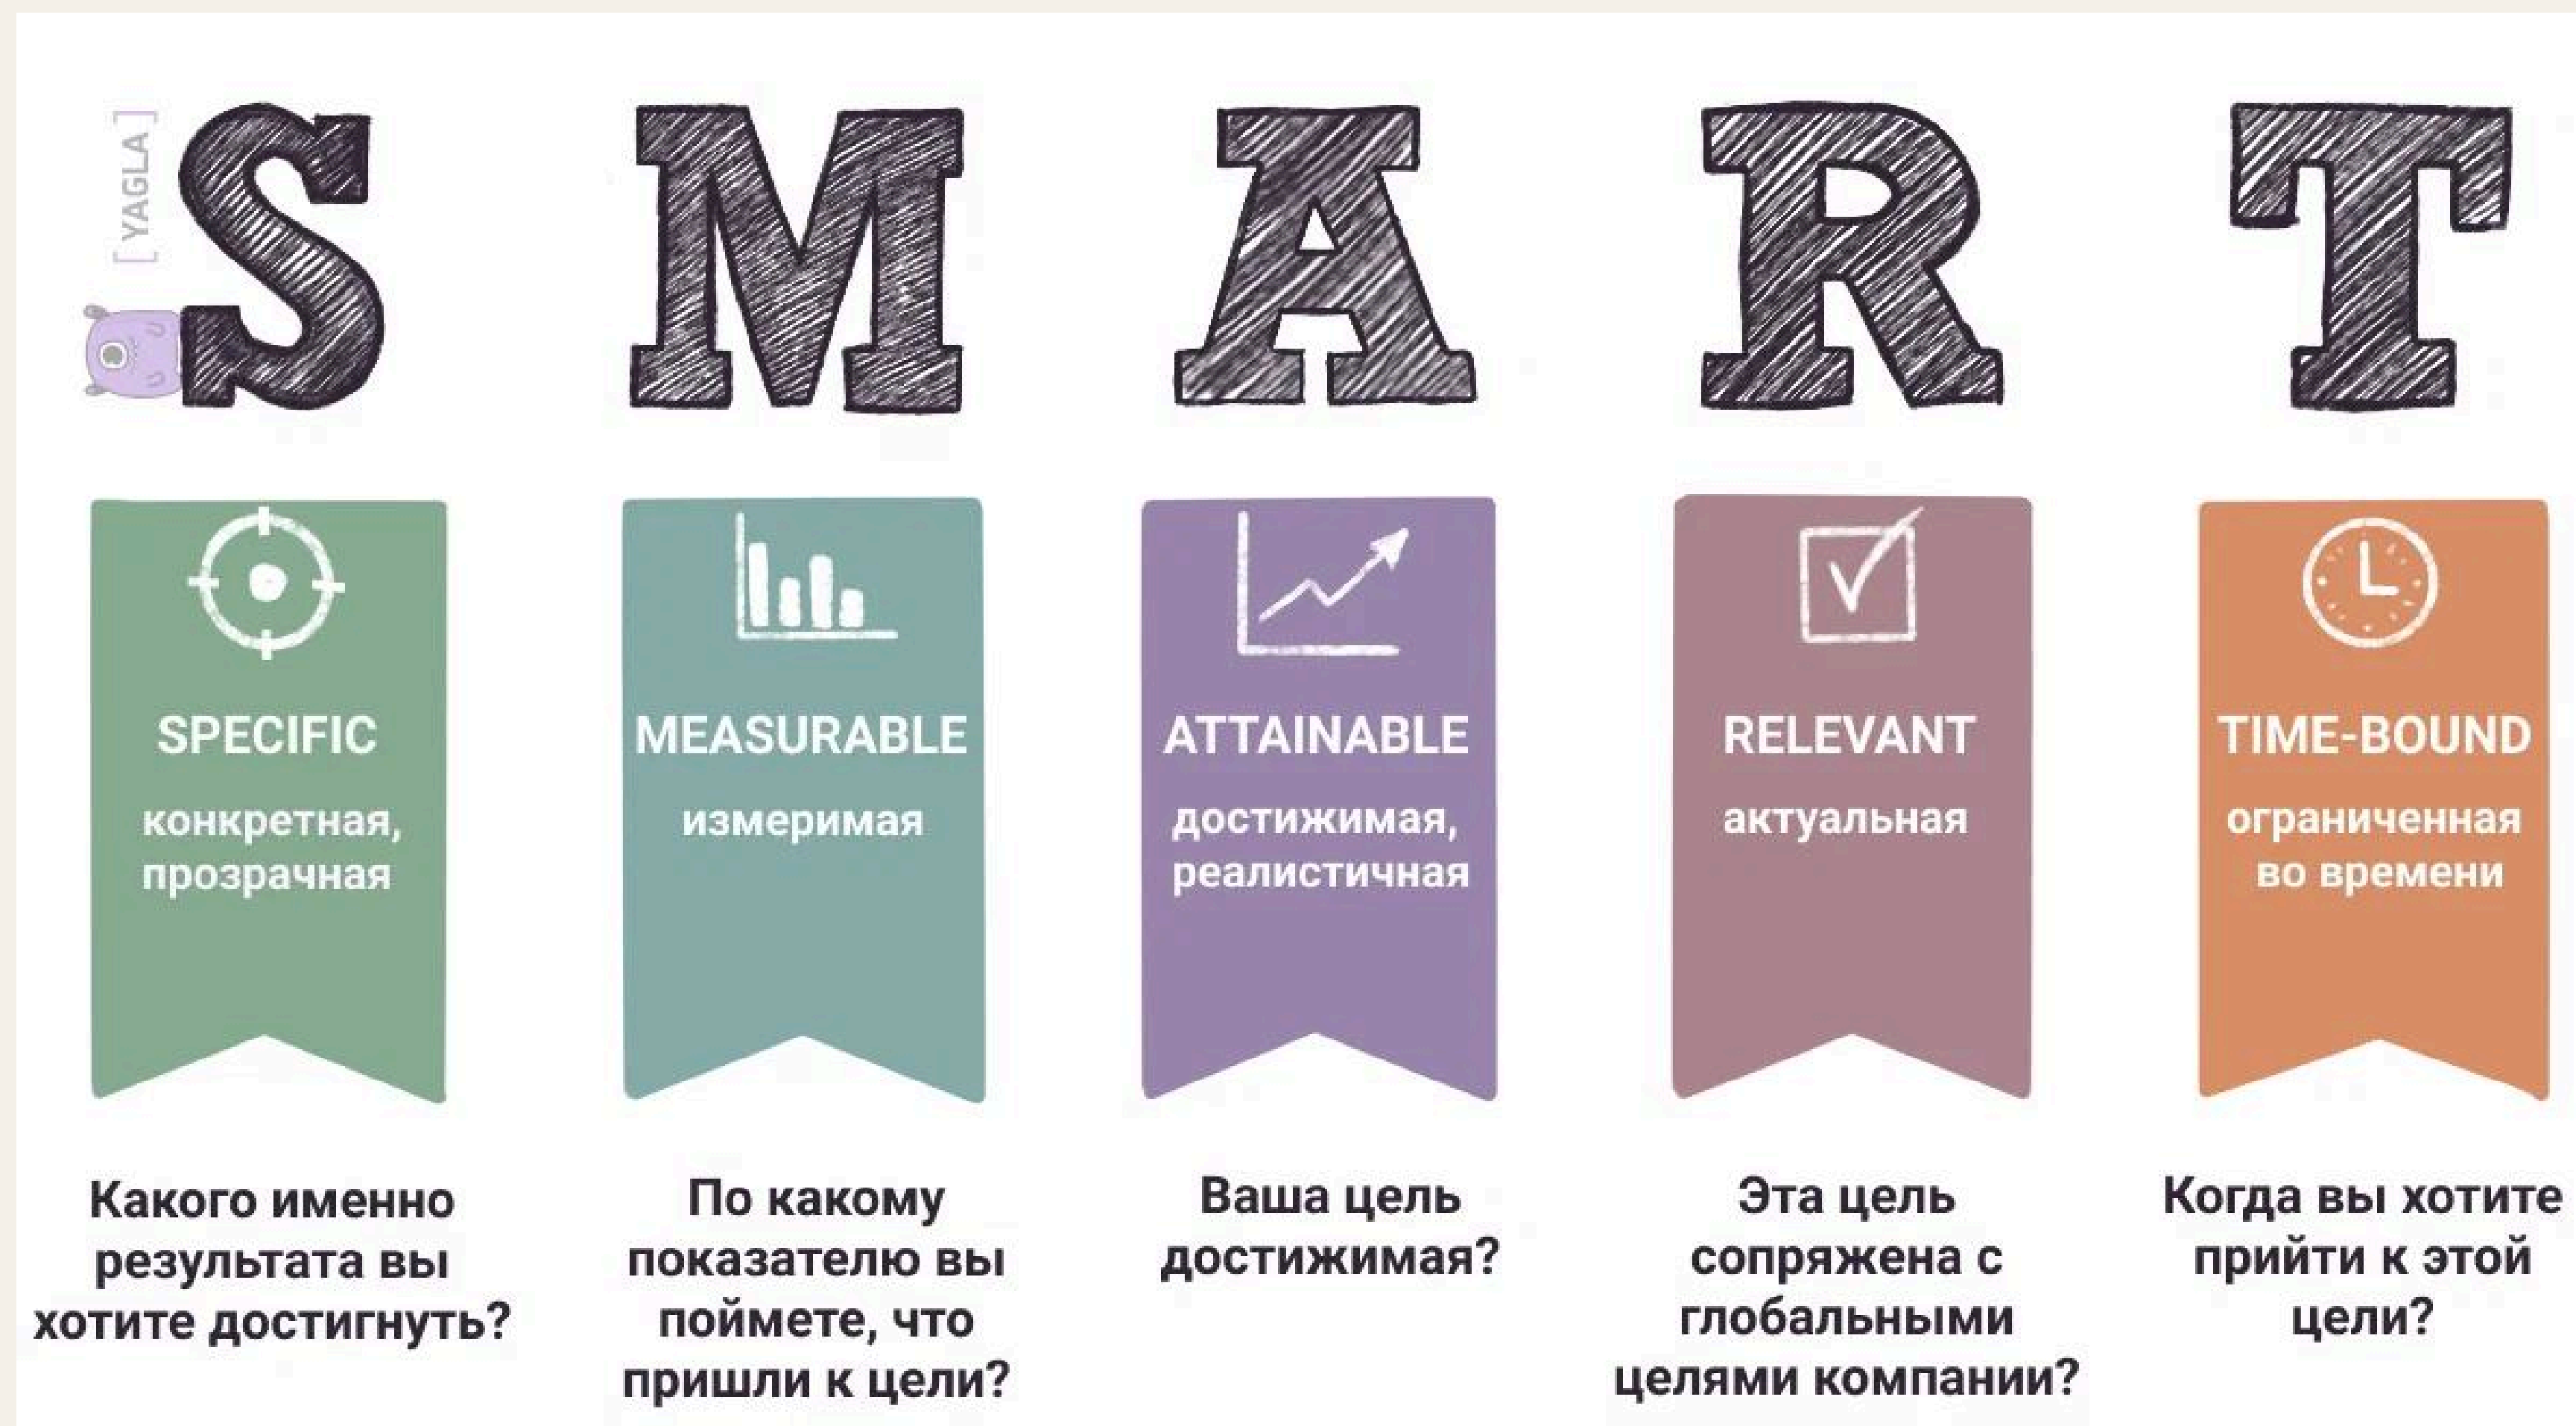 [ YAGLA ]
S M A R T
SPECIFIC
конкретная,
прозрачная
Какого именно
результата вы
хотите достигнуть?
MEASURABLE
измеримая
По какому
показателю вы
поймете, что
пришли к цели?
ATTAINABLE
достижимая,
реалистичная
Ваша цель
достижимая?
RELEVANT
актуальная
Эта цель
сопряжена с
глобальными
целями компании?
TIME-BOUND
ограниченная
во времени
Когда вы хотите
прийти к этой
цели?